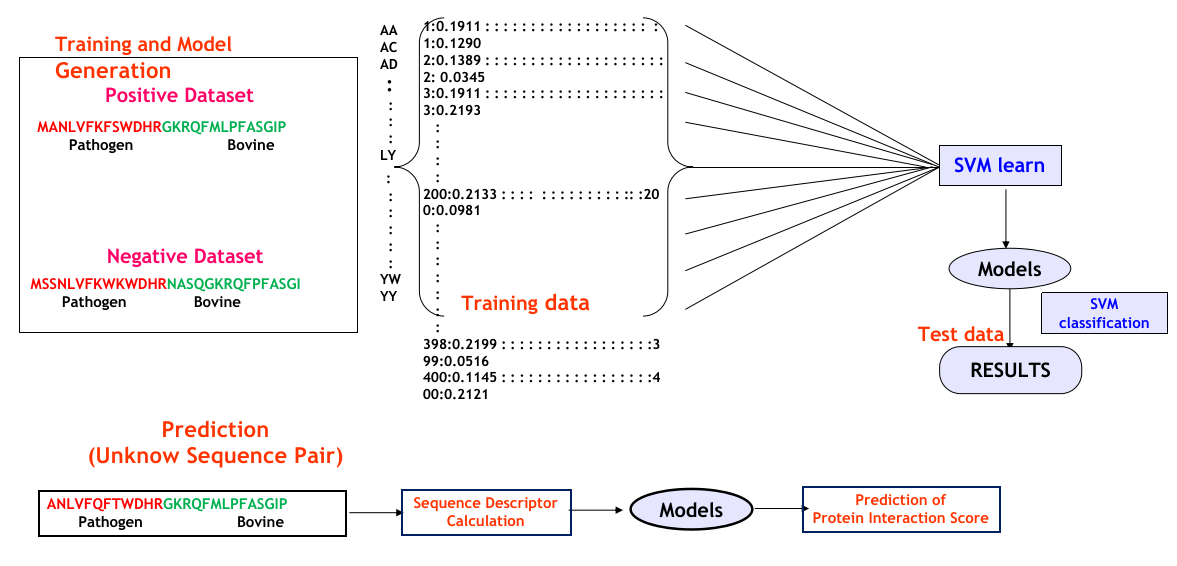 Training and Model
Generation
Positive Dataset
MANLVFKFSWDHRGKRQFMLPFASGIP
Pathogen Bovine
Negative Dataset
MSSNLVFKWKWDHRNASQGKRQFPFASGI
Pathogen Bovine
AA
AC
AD
:
:
:
:
LY
:
:
:
:
:
YW
YY
1:0.1911 : : : : : : : : : : : : : : : : : : : :
1:0.1290
2:0.1389 : : : : : : : : : : : : : : : : : : : : :
2: 0.0345
3:0.1911 : : : : : : : : : : : : : : : : : : : : :
3:0.2193
:
:
:
:
200:0.2133 : : : : : : : : : : : : : : : :20
0:0.0981
:
:
:
:
:
:
:
Training data
398:0.2199 : : : : : : : : : : : : : : : : : :3
99:0.0516
400:0.1145 : : : : : : : : : : : : : : : : : :4
00:0.2121
SVM learn
Models
SVM
classification
Test data
RESULTS
Prediction
(Unknow Sequence Pair)
ANLVFQFTWDHRGKRQFMLPFASGIP
Pathogen Bovine
Sequence Descriptor
Calculation
Models
Prediction of
Protein Interaction Score